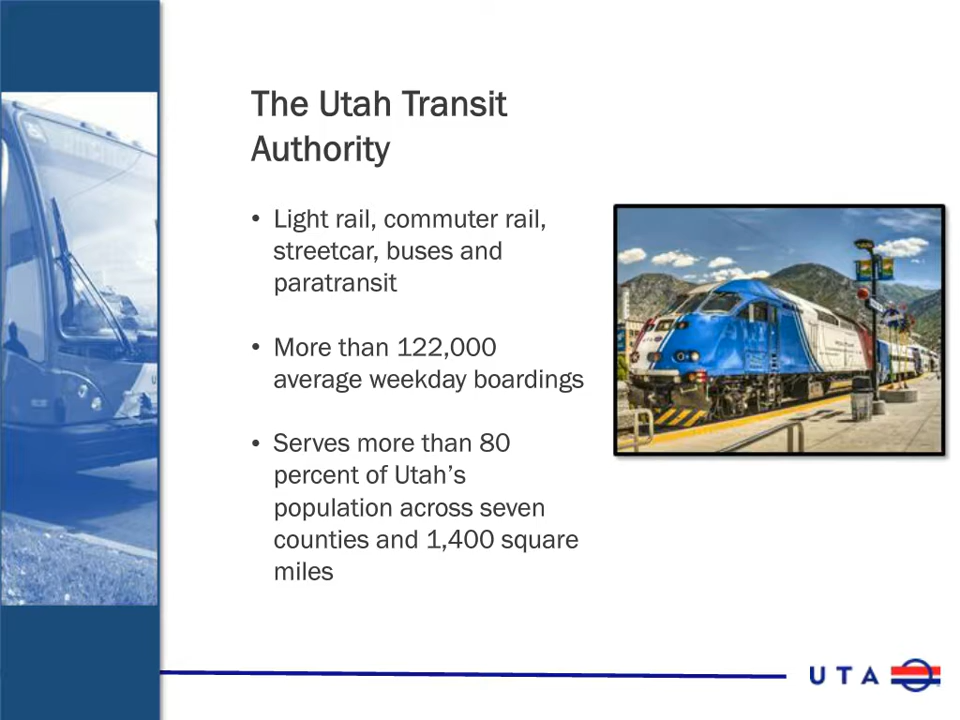 The Utah Transit
Authority
• Light rail, commuter rail,
streetcar, buses and
paratransit
• More than 122,000
average weekday boardings
• Serves more than 80
percent of Utah's
population across seven
counties and 1,400 square
miles
UTA